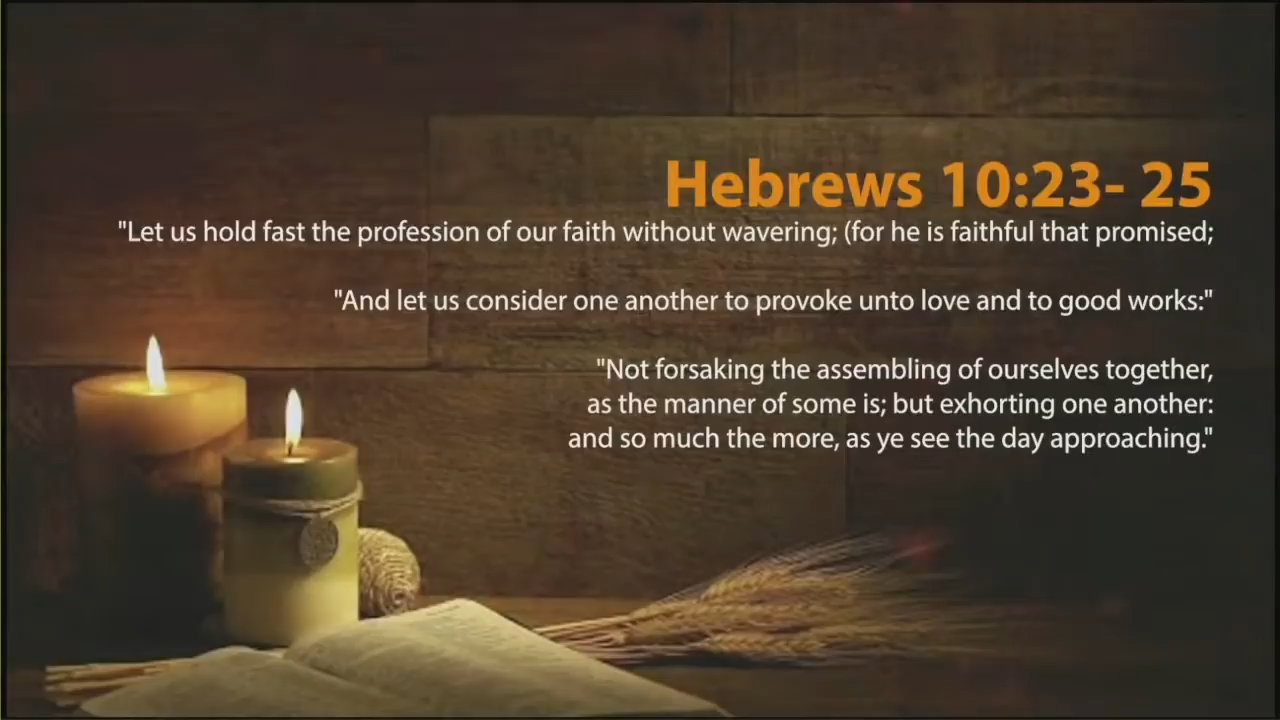 Hebrews 10:23- 25
"Let us hold fast the profession of our faith without wavering; (for he is faithful that promised;
"And let us consider one another to provoke unto love and to good works:"
"Not forsaking the assembling of ourselves together,
as the manner of some is; but exhorting one another:
and so much the more, as ye see the day approaching."